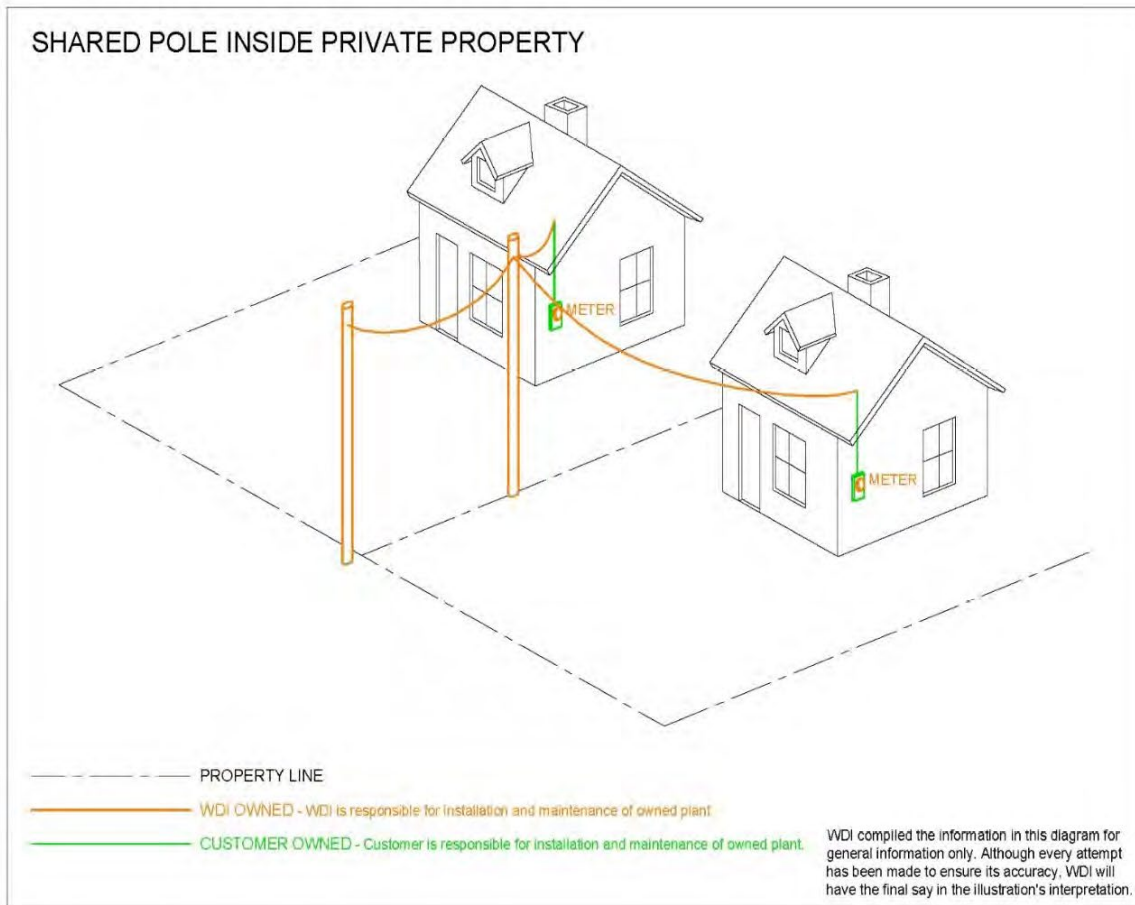 SHARED POLE INSIDE PRIVATE PROPERTY
METER
METER
PROPERTY LINE
WDI OWNED - WDI is responsible for installation and maintenance of owned plant
CUSTOMER OWNED - Customer is responsible for installation and maintenance of owned plant.
WDI compiled the information in this diagram for
general information only. Although every attempt
has been made to ensure its accuracy, WDI will
have the final say in the illustration's interpretation.